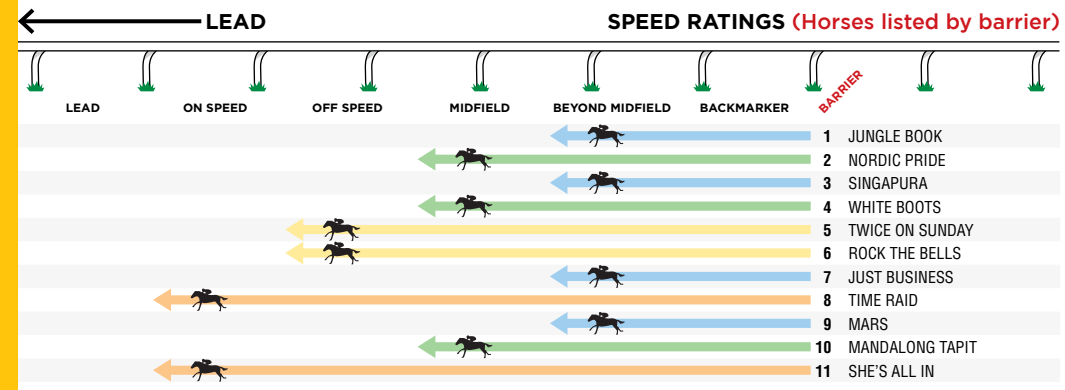 LEAD SPEED RATINGS (Horses listed by barrier)
LEAD ON SPEED OFF SPEED MIDFIELD BEYOND MIDFIELD BACKMARKER BARRIER
1 JUNGLE BOOK
2 NORDIC PRIDE
3 SINGAPURA
4 WHITE BOOTS
5 TWICE ON SUNDAY
6 ROCK THE BELLS
7 JUST BUSINESS
8 TIME RAID
9 MARS
10 MANDALONG TAPIT
11 SHE'S ALL IN